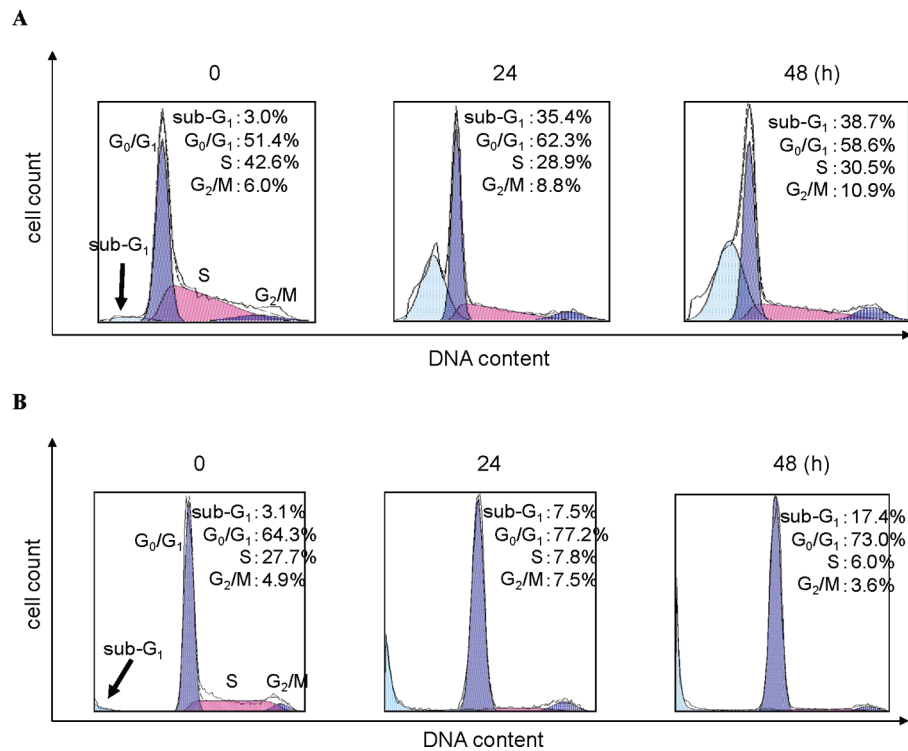 A
0
24
48 (h)
sub-G₁ : 3.0%
G₀/G₁ : 51.4%
S : 42.6%
G₂/M : 6.0%
G₀/G₁
sub-G₁
S
G₂/M
sub-G₁ : 35.4%
G₀/G₁ : 62.3%
S : 28.9%
G₂/M : 8.8%
sub-G₁ : 38.7%
G₀/G₁ : 58.6%
S : 30.5%
G₂/M : 10.9%
cell count
DNA content
B
0
24
48 (h)
sub-G₁ : 3.1%
G₀/G₁ : 64.3%
S : 27.7%
G₂/M : 4.9%
G₀/G₁
sub-G₁
S
G₂/M
sub-G₁ : 7.5%
G₀/G₁ : 77.2%
S : 7.8%
G₂/M : 7.5%
sub-G₁ : 17.4%
G₀/G₁ : 73.0%
S : 6.0%
G₂/M : 3.6%
cell count
DNA content